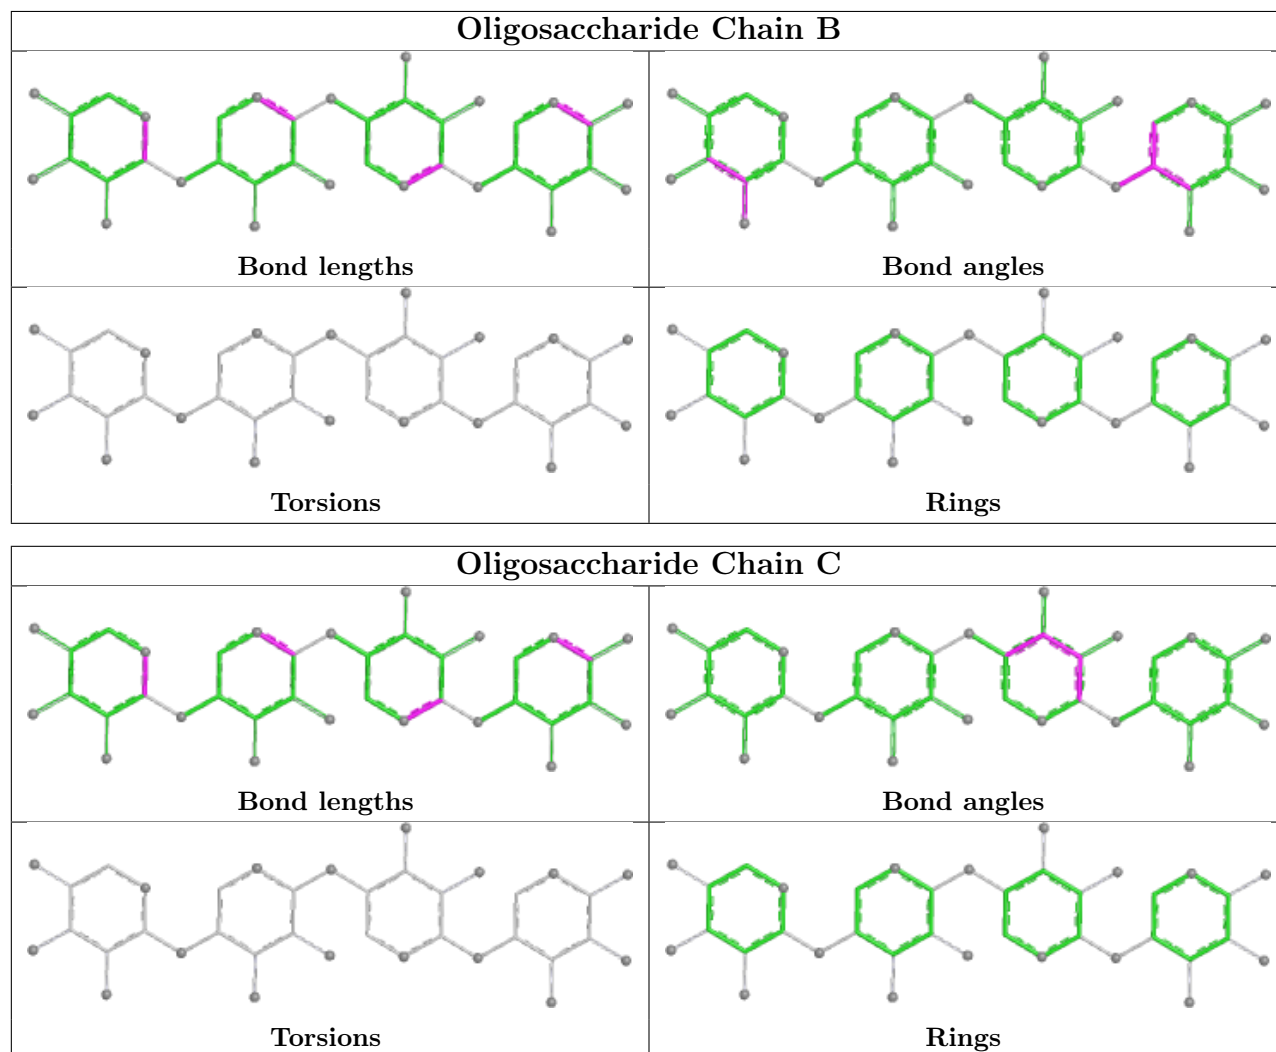 Oligosaccharide Chain B
Bond lengths
Bond angles
Torsions
Rings
Oligosaccharide Chain C
Bond lengths
Bond angles
Torsions
Rings